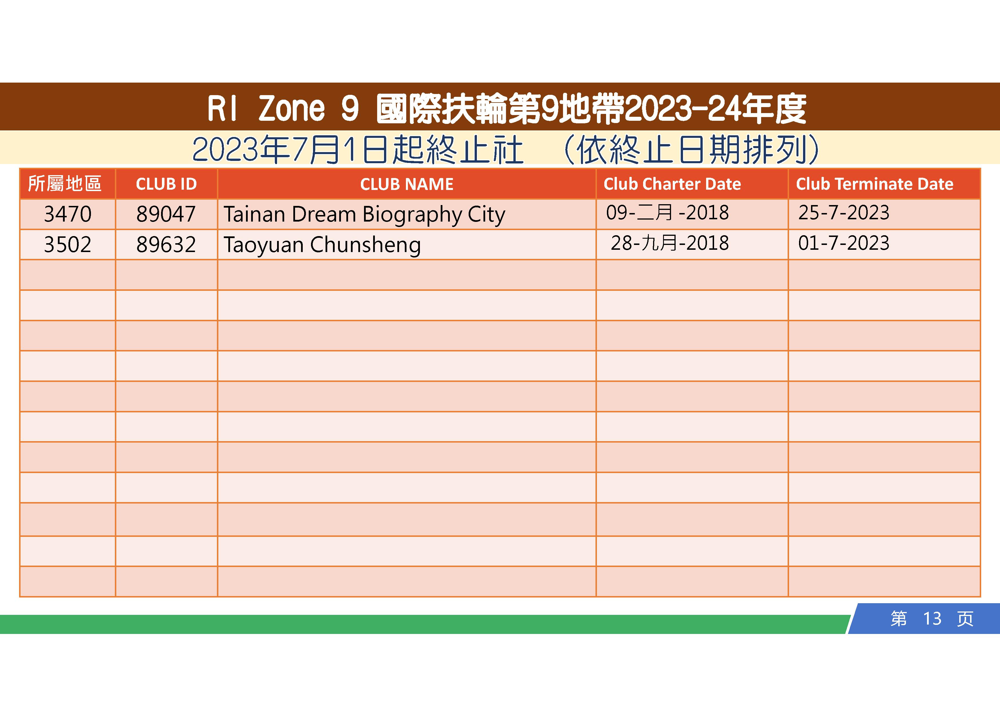 RI Zone 9 國際扶輪第9地帶2023-24年度
2023年7月1日起終止社 （依終止日期排列）
所屬地區 CLUB ID CLUB NAME Club Charter Date Club Terminate Date
3470 89047 Tainan Dream Biography City 09-二月 -2018 25-7-2023
3502 89632 Taoyuan Chunsheng 28-九月-2018 01-7-2023
第 13 页